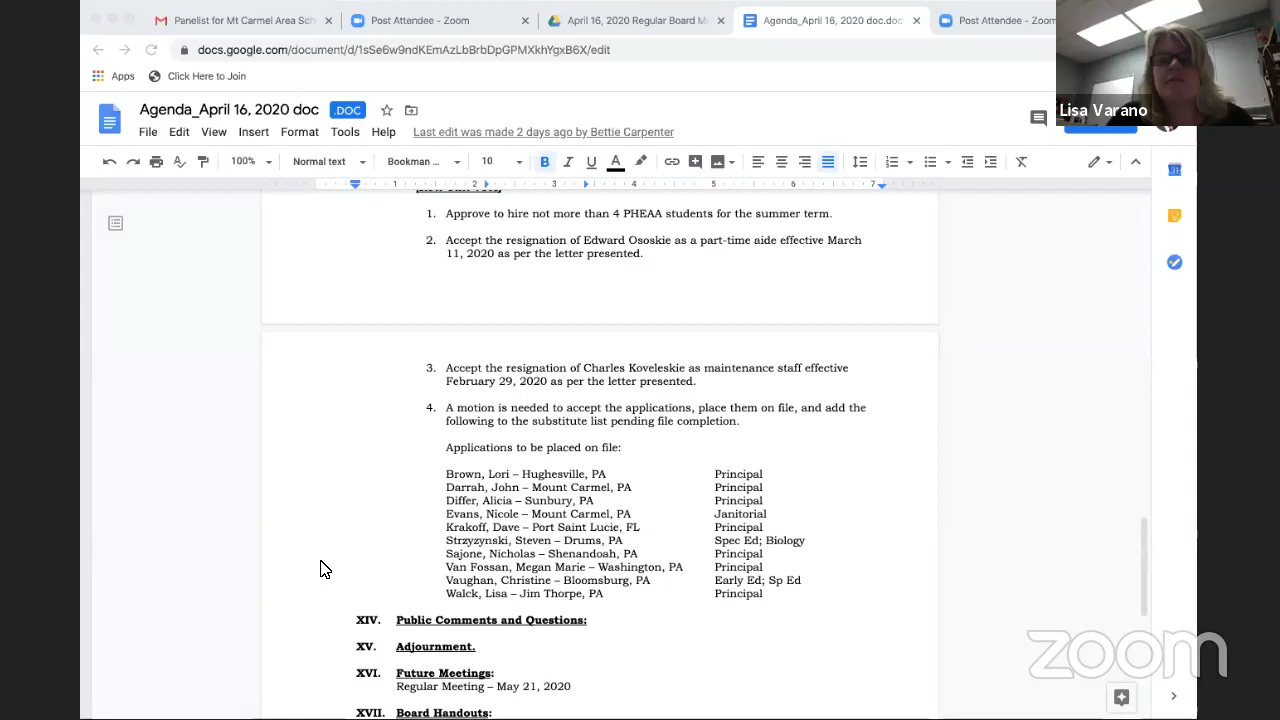 Panelist for Mt Carmel Area Sch
Post Attendee - Zoom
April 16, 2020 Regular Board M
Agenda_April 16, 2020 doc.doc
Post Attendee - Zoom
docs.google.com/document/d/1sSe6w9ndKEmAzLbBrbDpGPMXkhYgxB6X/edit
Apps
Click Here to Join
Lisa Varano
Agenda_April 16, 2020 doc
.DOC
File Edit View Insert Format Tools Help Last edit was made 2 days ago by Bettie Carpenter
100% Normal text Bookman ... 10 B I U A
1 2 3 4 5 6 7
1. Approve to hire not more than 4 PHEAA students for the summer term.
2. Accept the resignation of Edward Ososkie as a part-time aide effective March
11, 2020 as per the letter presented.
3. Accept the resignation of Charles Koveleskie as maintenance staff effective
February 29, 2020 as per the letter presented.
4. A motion is needed to accept the applications, place them on file, and add the
following to the substitute list pending file completion.
Applications to be placed on file:
Brown, Lori – Hughesville, PA Principal
Darrah, John – Mount Carmel, PA Principal
Differ, Alicia – Sunbury, PA Principal
Evans, Nicole – Mount Carmel, PA Janitorial
Krakoff, Dave – Port Saint Lucie, FL Principal
Strzyzynski, Steven – Drums, PA Spec Ed; Biology
Sajone, Nicholas – Shenandoah, PA Principal
Van Fossan, Megan Marie – Washington, PA Principal
Vaughan, Christine – Bloomsburg, PA Early Ed; Sp Ed
Walck, Lisa – Jim Thorpe, PA Principal
XIV. Public Comments and Questions:
XV. Adjournment.
XVI. Future Meetings:
Regular Meeting – May 21, 2020
XVII. Board Handouts:
zoom